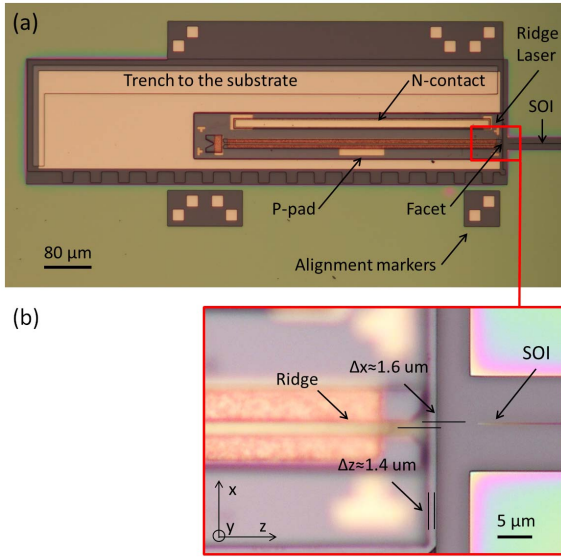 (a)
Trench to the substrate
N-contact
Ridge
Laser
SOI
P-pad
Facet
80 µm
Alignment markers
(b)
Ridge
Δx≈1.6 um
SOI
Δz≈1.4 um
x
y
z
5 µm